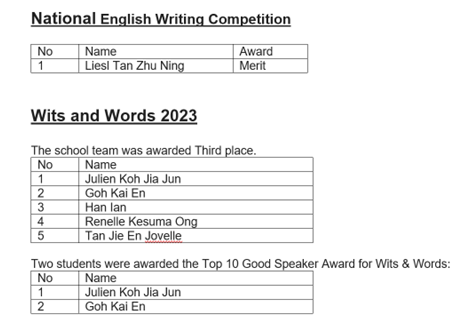 National English Writing Competition
No Name Award
1 Liesl Tan Zhu Ning Merit
Wits and Words 2023
The school team was awarded Third place.
No Name
1 Julien Koh Jia Jun
2 Goh Kai En
3 Han Ian
4 Renelle Kesuma Ong
5 Tan Jie En Jovelle
Two students were awarded the Top 10 Good Speaker Award for Wits & Words:
No Name
1 Julien Koh Jia Jun
2 Goh Kai En